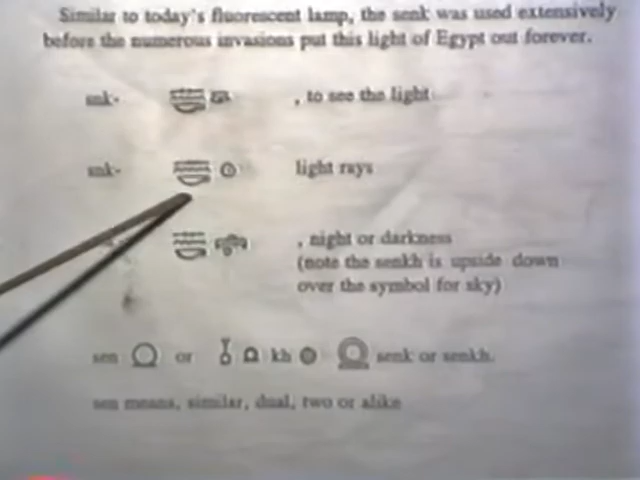 Similar to today's fluorescent lamp, the senk was used extensively
before the numerous invasions put this light of Egypt out forever.
snk- , to see the light
snk- light rays
, night or darkness
(note the senkh is upside down
over the symbol for sky)
sen or kh senk or senkh.
sen means, similar, dual, two or alike